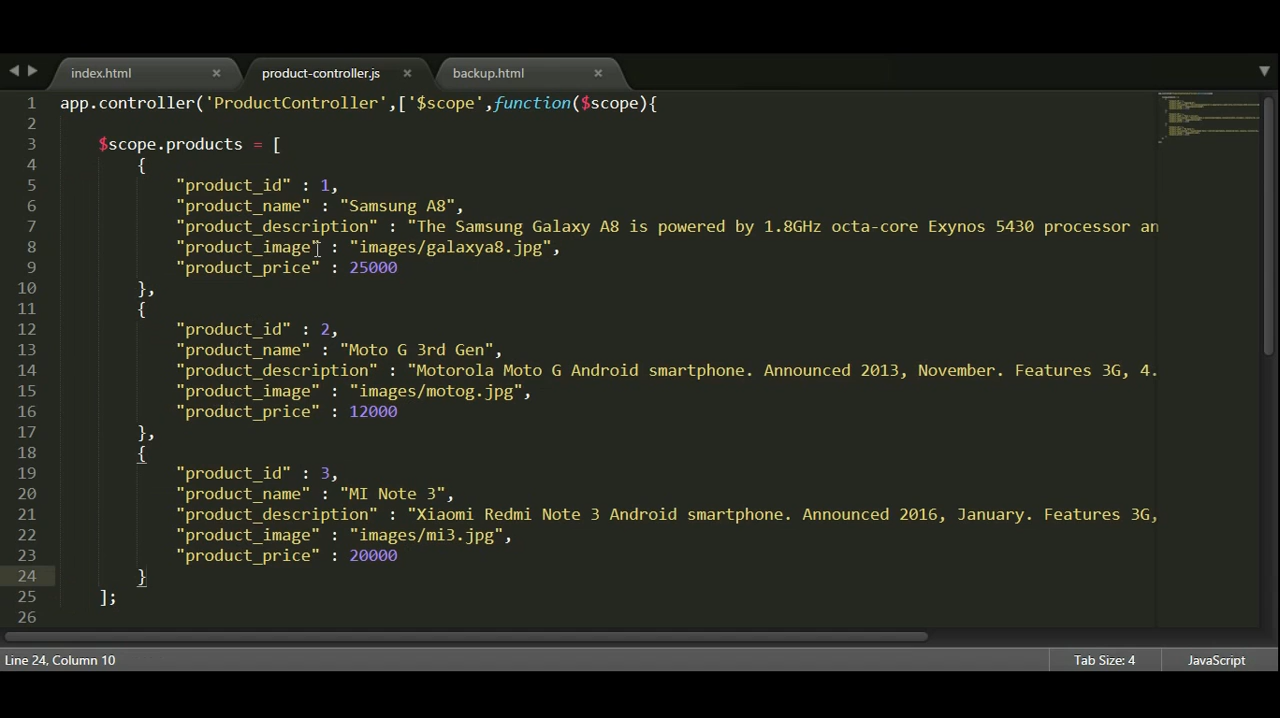 index.html × product-controller.js × backup.html ×
1 app.controller('ProductController',['$scope',function($scope){
2
3 $scope.products = [
4 {
5 "product_id" : 1,
6 "product_name" : "Samsung A8",
7 "product_description" : "The Samsung Galaxy A8 is powered by 1.8GHz octa-core Exynos 5430 processor an
8 "product_image" : "images/galaxya8.jpg",
9 "product_price" : 25000
10 },
11 {
12 "product_id" : 2,
13 "product_name" : "Moto G 3rd Gen",
14 "product_description" : "Motorola Moto G Android smartphone. Announced 2013, November. Features 3G, 4.
15 "product_image" : "images/motog.jpg",
16 "product_price" : 12000
17 },
18 {
19 "product_id" : 3,
20 "product_name" : "MI Note 3",
21 "product_description" : "Xiaomi Redmi Note 3 Android smartphone. Announced 2016, January. Features 3G,
22 "product_image" : "images/mi3.jpg",
23 "product_price" : 20000
24 }
25 ];
26
Line 24, Column 10 Tab Size: 4 JavaScript